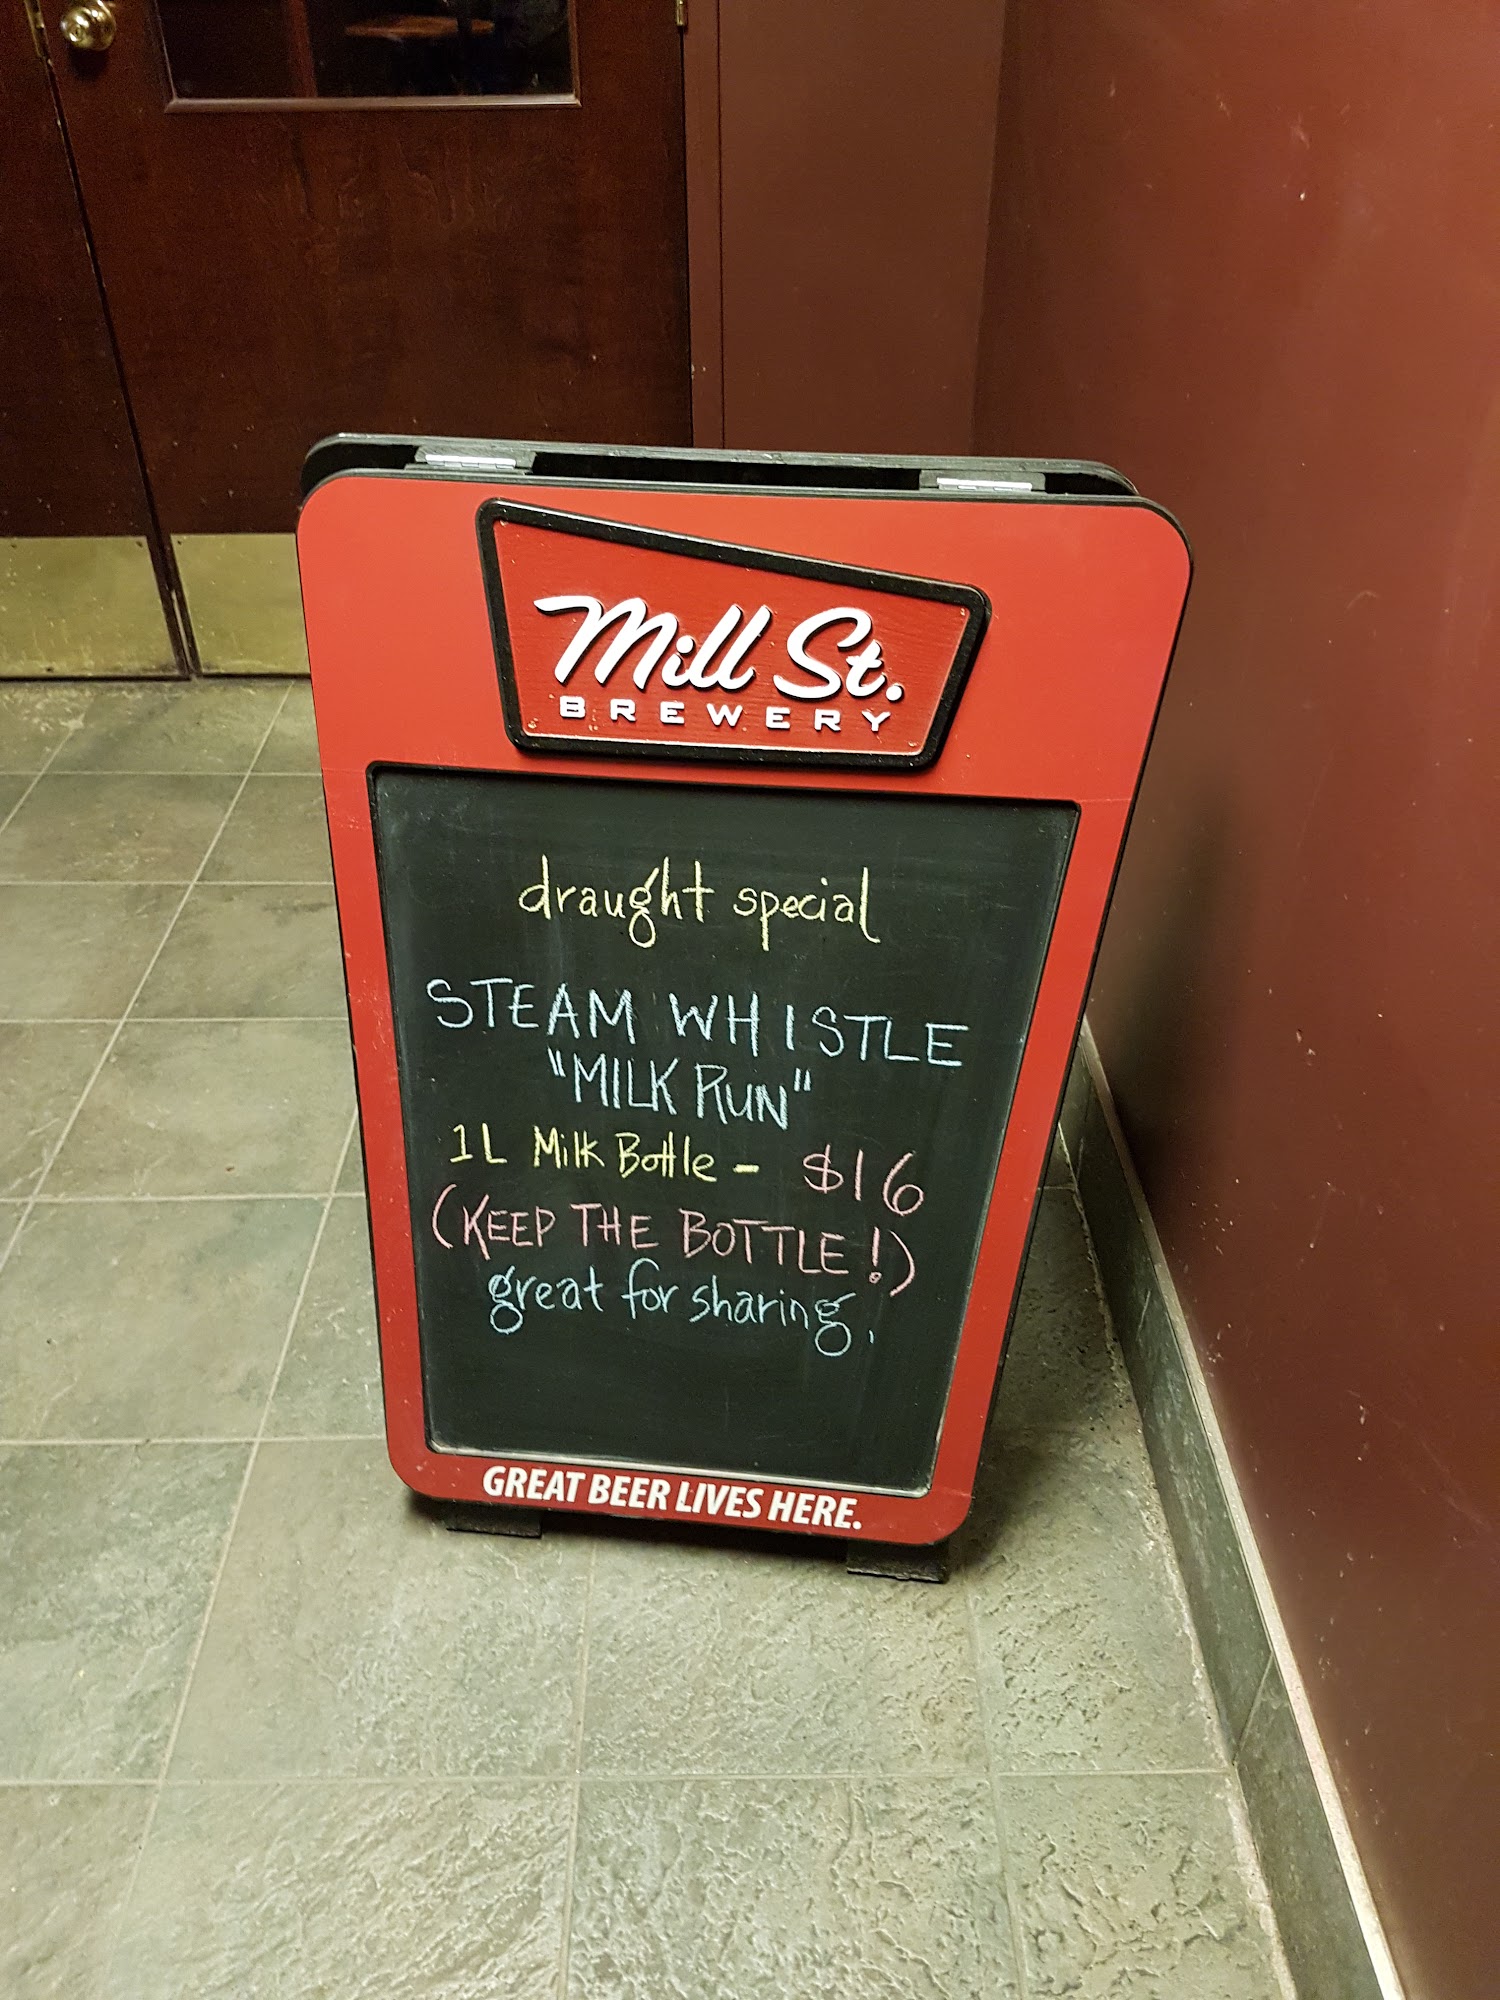 Mill St.
BREWERY
draught special
STEAM WHISTLE
"MILK RUN"
1L Milk Bottle - $16
(KEEP THE BOTTLE!)
great for sharing.
GREAT BEER LIVES HERE.